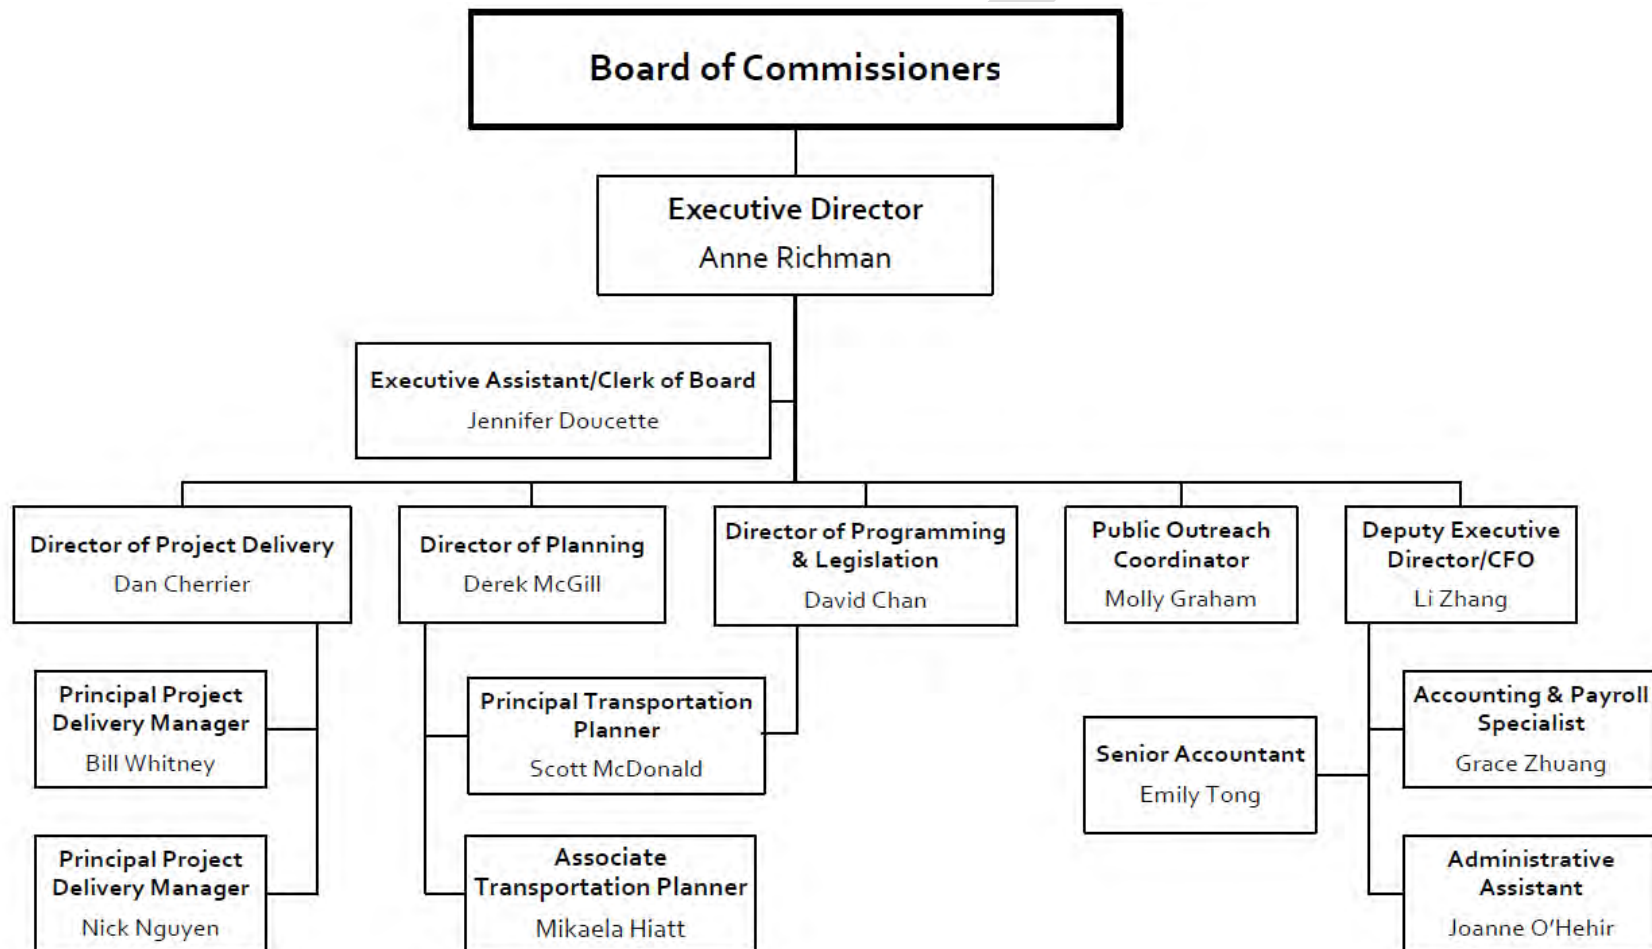 Board of Commissioners
Executive Director
Anne Richman
Executive Assistant/Clerk of Board
Jennifer Doucette
Director of Project Delivery
Dan Cherrier
Director of Planning
Derek McGill
Director of Programming
& Legislation
David Chan
Public Outreach
Coordinator
Molly Graham
Deputy Executive
Director/CFO
Li Zhang
Principal Project
Delivery Manager
Bill Whitney
Principal Transportation
Planner
Scott McDonald
Senior Accountant
Emily Tong
Accounting & Payroll
Specialist
Grace Zhuang
Principal Project
Delivery Manager
Nick Nguyen
Associate
Transportation Planner
Mikaela Hiatt
Administrative
Assistant
Joanne O'Hehir